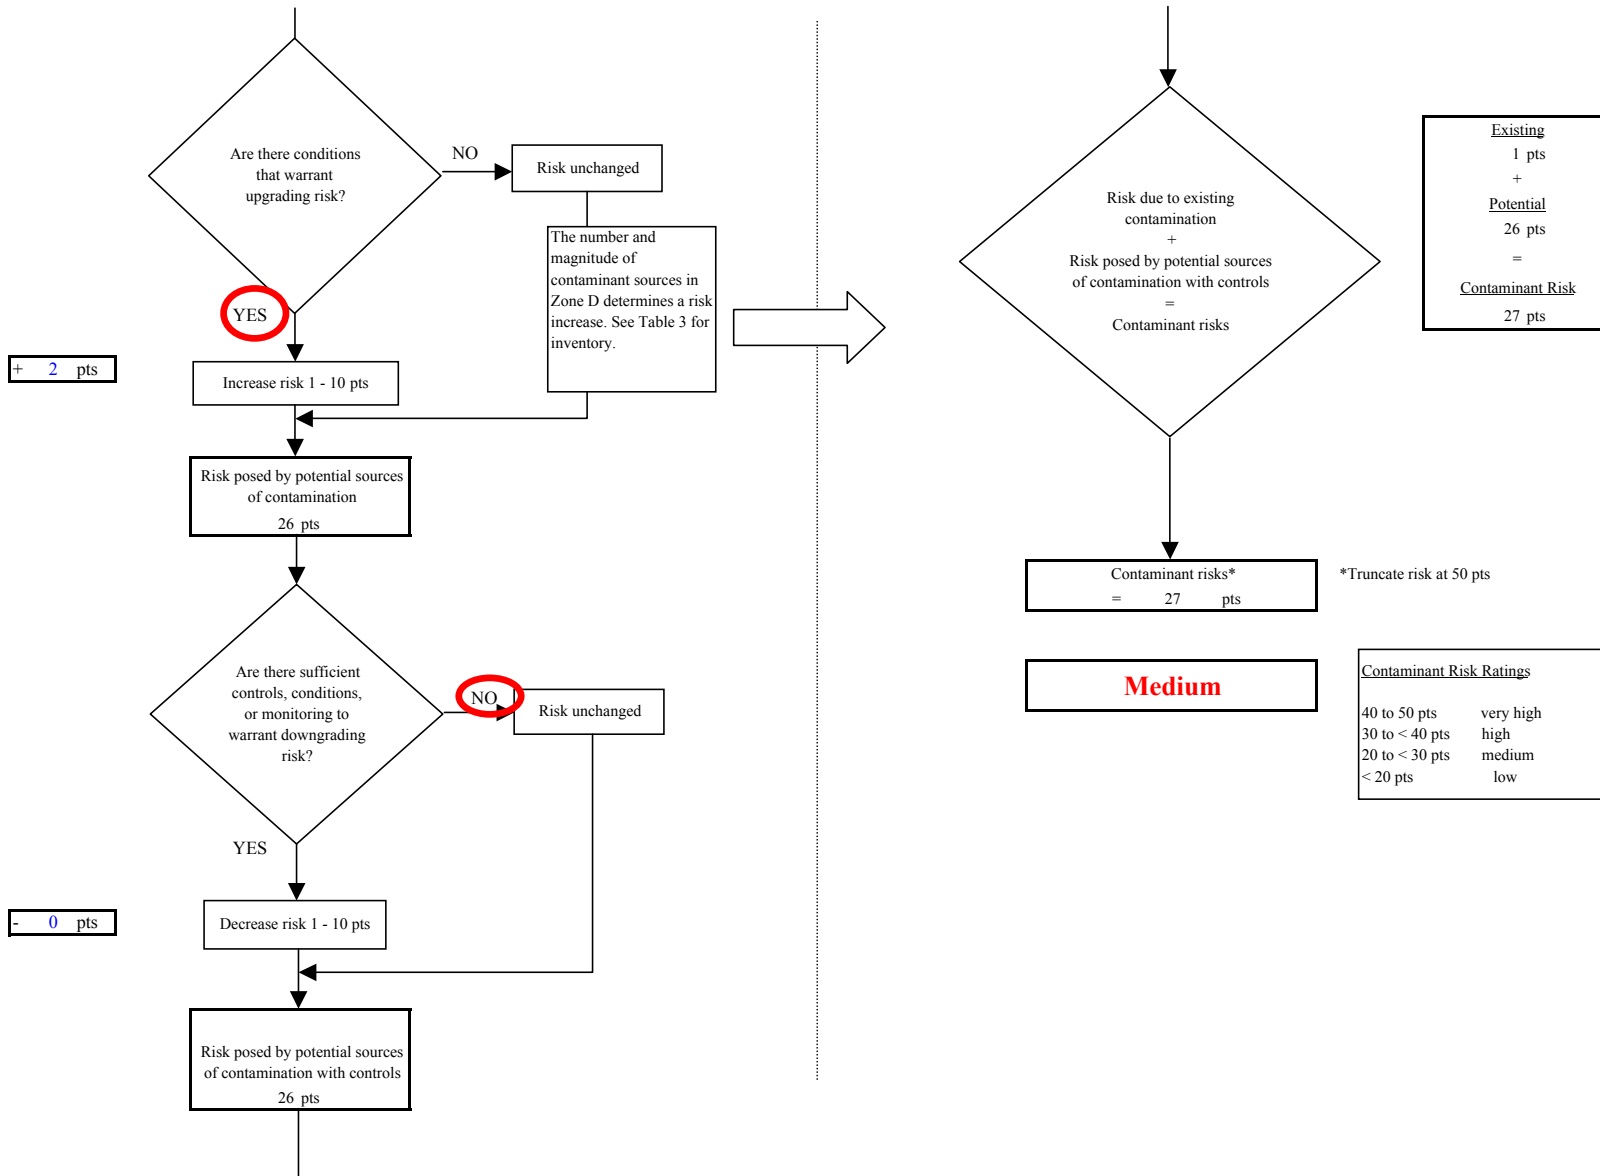 Are there conditions
that warrant
upgrading risk?
NO
Risk unchanged
The number and
magnitude of
contaminant sources in
Zone D determines a risk
increase. See Table 3 for
inventory.
YES
+ 2 pts
Increase risk 1 - 10 pts
Risk posed by potential sources
of contamination
26 pts
Are there sufficient
controls, conditions,
or monitoring to
warrant downgrading
risk?
NO
Risk unchanged
YES
- 0 pts
Decrease risk 1 - 10 pts
Risk posed by potential sources
of contamination with controls
26 pts
Risk due to existing
contamination
+
Risk posed by potential sources
of contamination with controls
=
Contaminant risks
Existing
1 pts
+
Potential
26 pts
=
Contaminant Risk
27 pts
Contaminant risks*
= 27 pts
*Truncate risk at 50 pts
Medium
Contaminant Risk Ratings
40 to 50 pts very high
30 to < 40 pts high
20 to < 30 pts medium
< 20 pts low